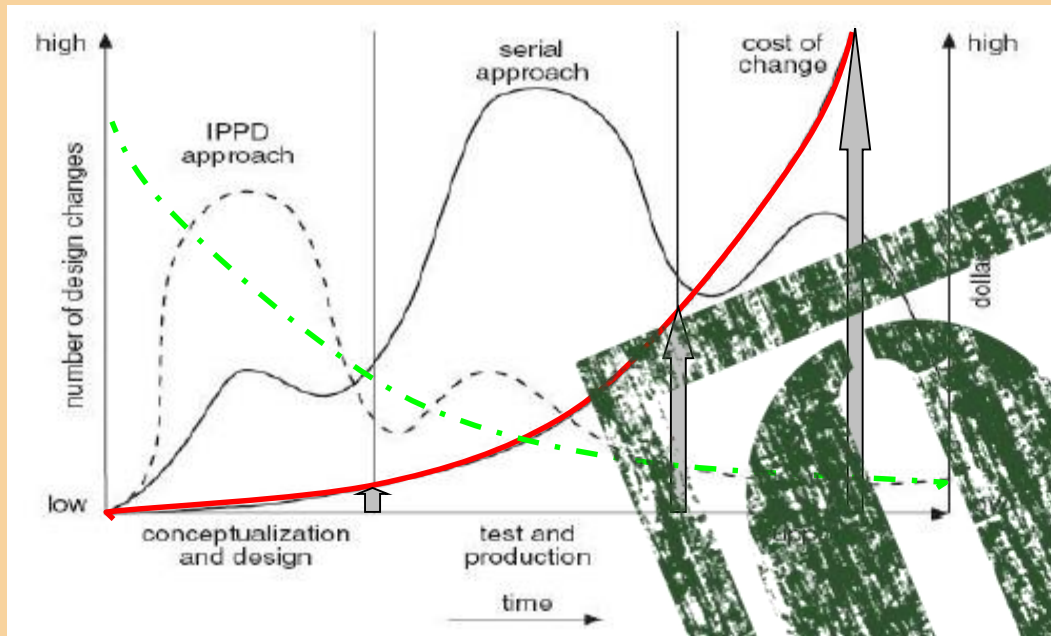 high
serial
approach
cost of
change
high
IPPD
approach
number of design changes
low
conceptualization
and design
test and
production
time